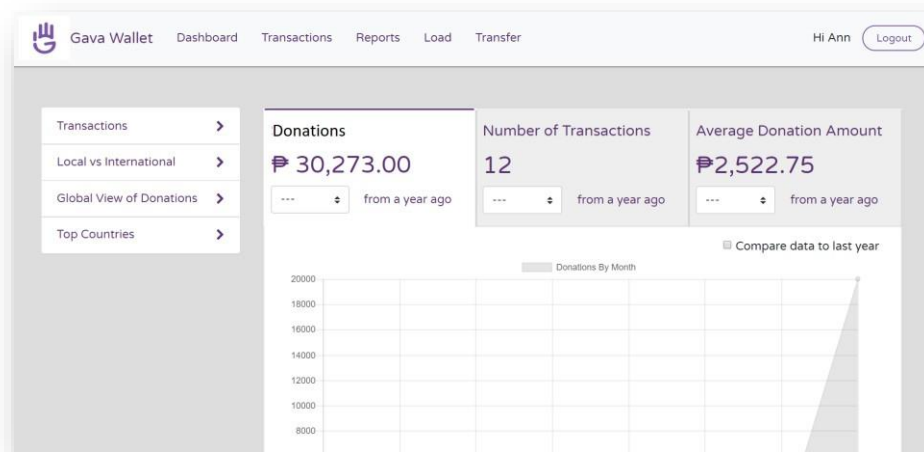 Gava Wallet Dashboard Transactions Reports Load Transfer Hi Ann Logout
Transactions
Local vs International
Global View of Donations
Top Countries
Donations
₱ 30,273.00
--- from a year ago
Number of Transactions
12
--- from a year ago
Average Donation Amount
₱2,522.75
--- from a year ago
Compare data to last year
Donations By Month
20000
18000
16000
14000
12000
10000
8000